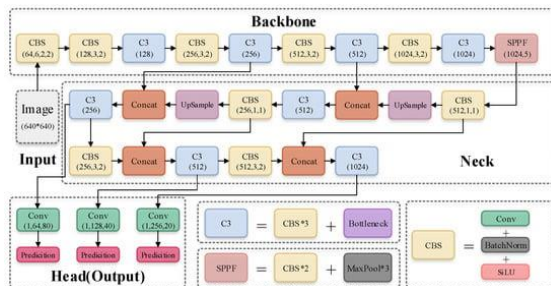 Backbone
CBS CBS C3 CBS C3 CBS C3 CBS C3 SPPF
(64,6,2,2) (128,3,2) (128) (256,3,2) (256) (512,3,2) (512) (1024,3,2) (1024) (1024,5)
Image
(640*640)
Input
C3 Concat UpSample CBS C3 Concat UpSample CBS
(256) (256,1,1) (512) (512,1,1)
CBS Concat C3 CBS Concat C3
(256,3,2) (512) (512,3,2) (1024)
Neck
Conv Conv Conv
(1,64,80) (1,128,40) (1,256,20)
Prediction Prediction Prediction
Head(Output)
C3 = CBS*3 + Bottleneck
SPPF = CBS*2 + MaxPool*3
CBS = Conv
+
BatchNorm
+
SiLU